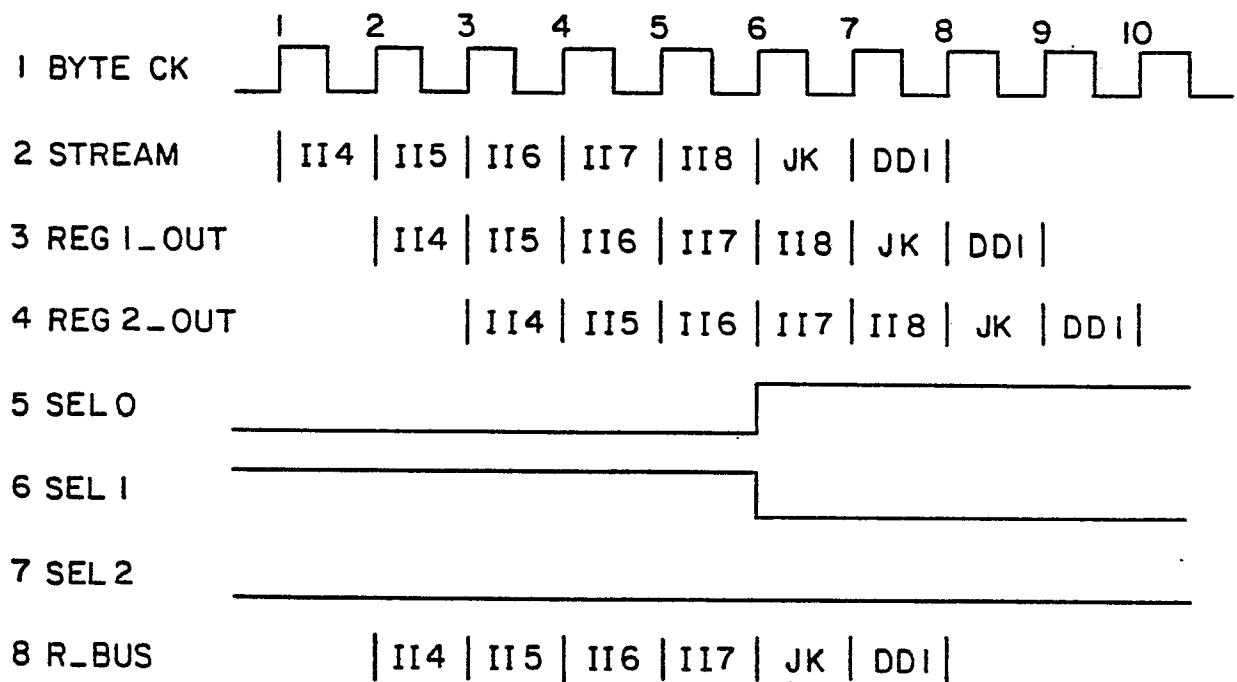 1 2 3 4 5 6 7 8 9 10
1 BYTE CK
2 STREAM | II4 | II5 | II6 | II7 | II8 | JK | DD1 |
3 REG 1_OUT | II4 | II5 | II6 | II7 | II8 | JK | DD1 |
4 REG 2_OUT | II4 | II5 | II6 | II7 | II8 | JK | DD1 |
5 SEL 0
6 SEL 1
7 SEL 2
8 R_BUS | II4 | II5 | II6 | II7 | JK | DD1 |